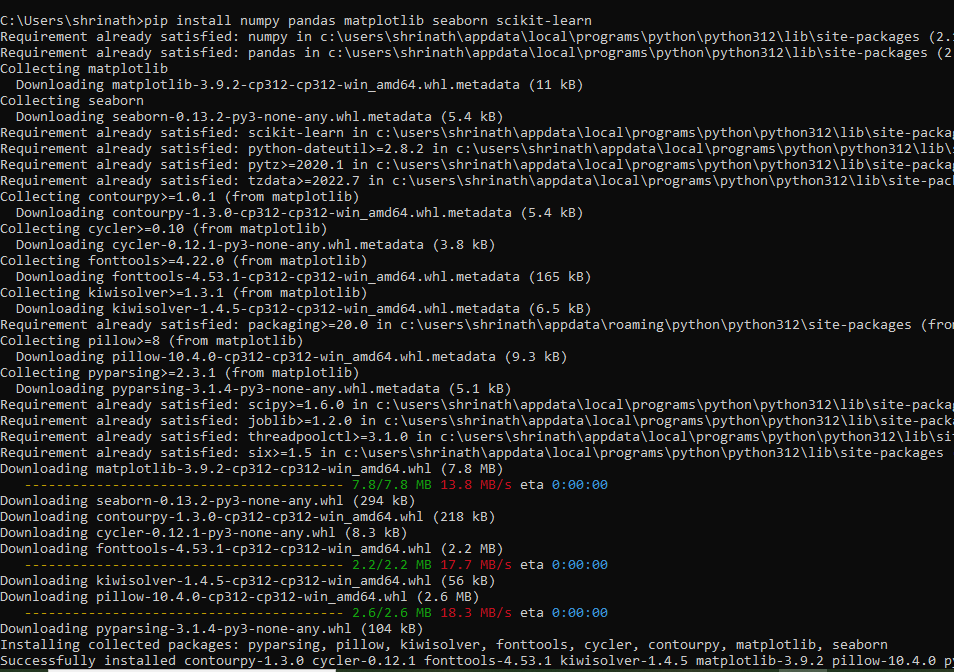 C:\Users\shrinath>pip install numpy pandas matplotlib seaborn scikit-learn
Requirement already satisfied: numpy in c:\users\shrinath\appdata\local\programs\python\python312\lib\site-packages (2.
Requirement already satisfied: pandas in c:\users\shrinath\appdata\local\programs\python\python312\lib\site-packages (2
Collecting matplotlib
  Downloading matplotlib-3.9.2-cp312-cp312-win_amd64.whl.metadata (11 kB)
Collecting seaborn
  Downloading seaborn-0.13.2-py3-none-any.whl.metadata (5.4 kB)
Requirement already satisfied: scikit-learn in c:\users\shrinath\appdata\local\programs\python\python312\lib\site-packa
Requirement already satisfied: python-dateutil>=2.8.2 in c:\users\shrinath\appdata\local\programs\python\python312\lib\
Requirement already satisfied: pytz>=2020.1 in c:\users\shrinath\appdata\local\programs\python\python312\lib\site-packa
Requirement already satisfied: tzdata>=2022.7 in c:\users\shrinath\appdata\local\programs\python\python312\lib\site-pac
Collecting contourpy>=1.0.1 (from matplotlib)
  Downloading contourpy-1.3.0-cp312-cp312-win_amd64.whl.metadata (5.4 kB)
Collecting cycler>=0.10 (from matplotlib)
  Downloading cycler-0.12.1-py3-none-any.whl.metadata (3.8 kB)
Collecting fonttools>=4.22.0 (from matplotlib)
  Downloading fonttools-4.53.1-cp312-cp312-win_amd64.whl.metadata (165 kB)
Collecting kiwisolver>=1.3.1 (from matplotlib)
  Downloading kiwisolver-1.4.5-cp312-cp312-win_amd64.whl.metadata (6.5 kB)
Requirement already satisfied: packaging>=20.0 in c:\users\shrinath\appdata\roaming\python\python312\site-packages (fro
Collecting pillow>=8 (from matplotlib)
  Downloading pillow-10.4.0-cp312-cp312-win_amd64.whl.metadata (9.3 kB)
Collecting pyparsing>=2.3.1 (from matplotlib)
  Downloading pyparsing-3.1.4-py3-none-any.whl.metadata (5.1 kB)
Requirement already satisfied: scipy>=1.6.0 in c:\users\shrinath\appdata\local\programs\python\python312\lib\site-packa
Requirement already satisfied: joblib>=1.2.0 in c:\users\shrinath\appdata\local\programs\python\python312\lib\site-pack
Requirement already satisfied: threadpoolctl>=3.1.0 in c:\users\shrinath\appdata\local\programs\python\python312\lib\si
Requirement already satisfied: six>=1.5 in c:\users\shrinath\appdata\local\programs\python\python312\lib\site-packages
Downloading matplotlib-3.9.2-cp312-cp312-win_amd64.whl (7.8 MB)
   ---------------------------------------- 7.8/7.8 MB 13.8 MB/s eta 0:00:00
Downloading seaborn-0.13.2-py3-none-any.whl (294 kB)
Downloading contourpy-1.3.0-cp312-cp312-win_amd64.whl (218 kB)
Downloading cycler-0.12.1-py3-none-any.whl (8.3 kB)
Downloading fonttools-4.53.1-cp312-cp312-win_amd64.whl (2.2 MB)
   ---------------------------------------- 2.2/2.2 MB 17.7 MB/s eta 0:00:00
Downloading kiwisolver-1.4.5-cp312-cp312-win_amd64.whl (56 kB)
Downloading pillow-10.4.0-cp312-cp312-win_amd64.whl (2.6 MB)
   ---------------------------------------- 2.6/2.6 MB 18.3 MB/s eta 0:00:00
Downloading pyparsing-3.1.4-py3-none-any.whl (104 kB)
Installing collected packages: pyparsing, pillow, kiwisolver, fonttools, cycler, contourpy, matplotlib, seaborn
Successfully installed contourpy-1.3.0 cycler-0.12.1 fonttools-4.53.1 kiwisolver-1.4.5 matplotlib-3.9.2 pillow-10.4.0 py